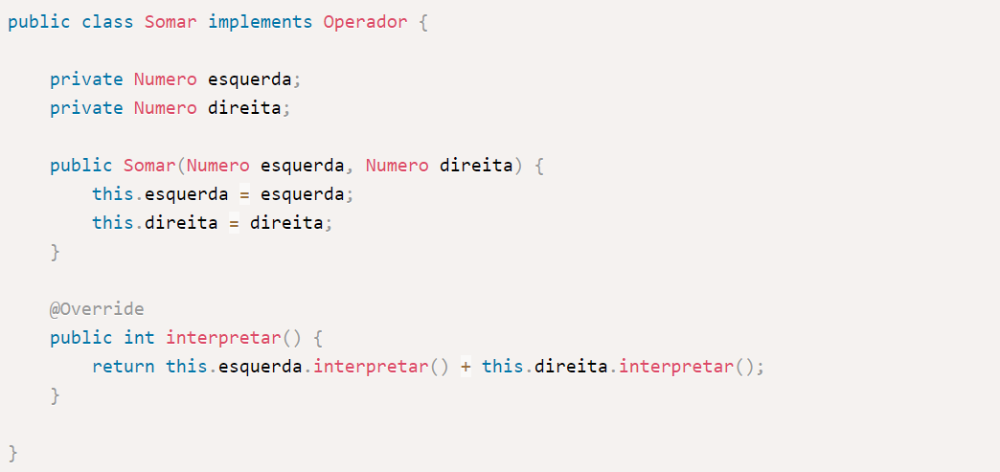 public class Somar implements Operador {
private Numero esquerda;
private Numero direita;
public Somar(Numero esquerda, Numero direita) {
this.esquerda = esquerda;
this.direita = direita;
}
@Override
public int interpretar() {
return this.esquerda.interpretar() + this.direita.interpretar();
}
}